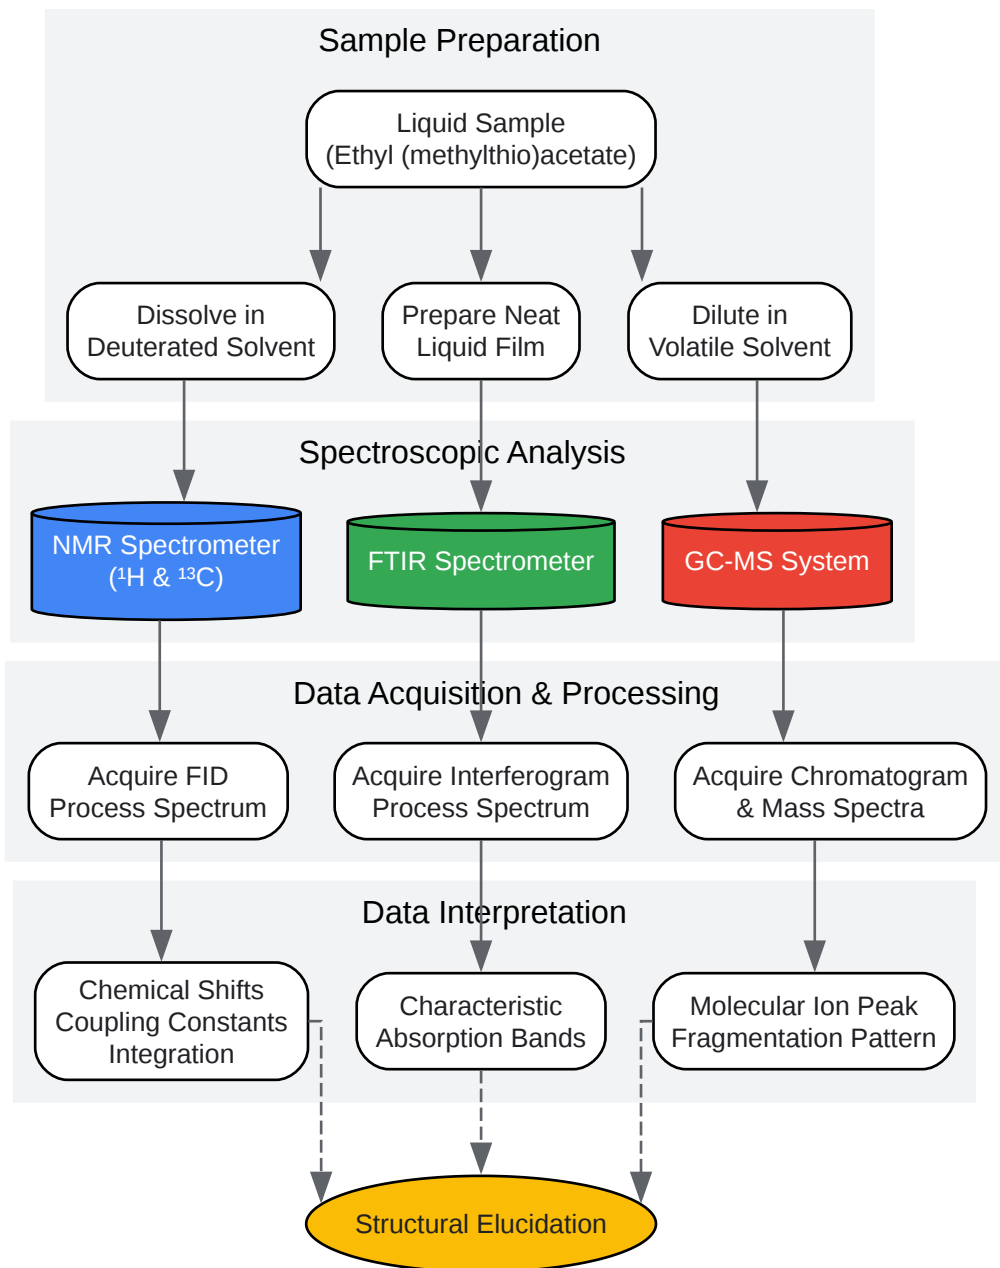 Sample Preparation
Liquid Sample
(Ethyl (methylthio)acetate)
Dissolve in
Deuterated Solvent
Prepare Neat
Liquid Film
Dilute in
Volatile Solvent
Spectroscopic Analysis
NMR Spectrometer
(¹H & ¹³C)
FTIR Spectrometer
GC-MS System
Data Acquisition & Processing
Acquire FID
Process Spectrum
Acquire Interferogram
Process Spectrum
Acquire Chromatogram
& Mass Spectra
Data Interpretation
Chemical Shifts
Coupling Constants
Integration
Characteristic
Absorption Bands
Molecular Ion Peak
Fragmentation Pattern
Structural Elucidation